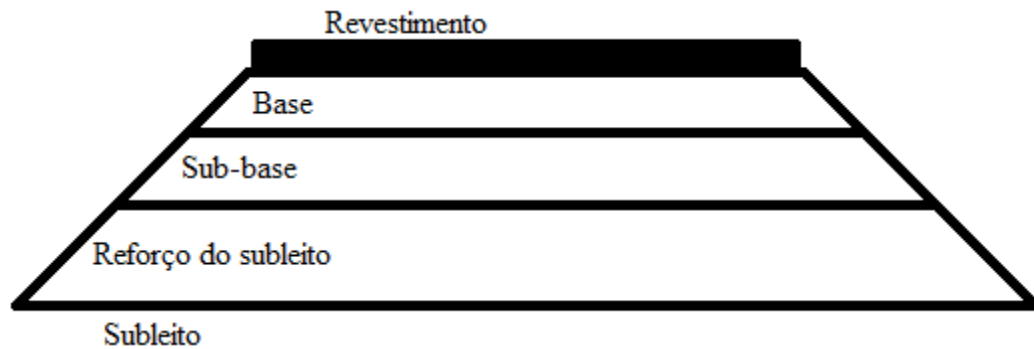 Revestimento
Base
Sub-base
Reforço do subleito
Subleito